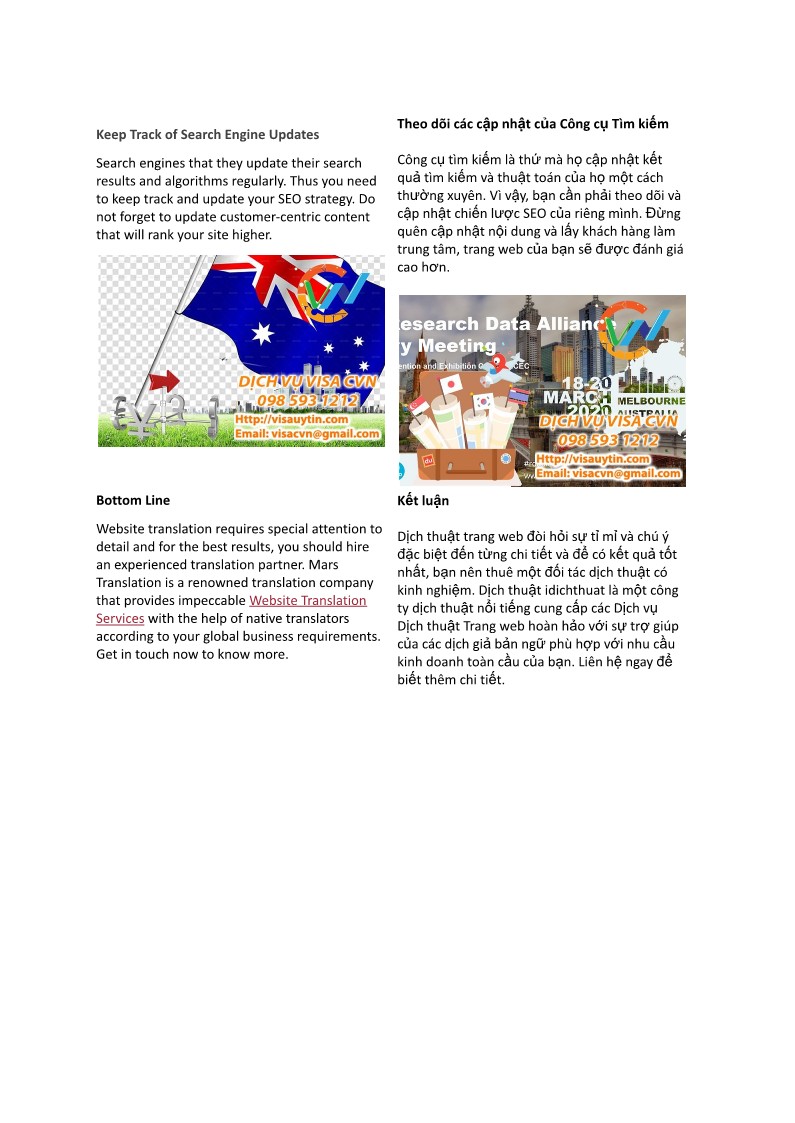 Keep Track of Search Engine Updates
Search engines that they update their search
results and algorithms regularly. Thus you need
to keep track and update your SEO strategy. Do
not forget to update customer-centric content
that will rank your site higher.
DỊCH VỤ VISA CVN
098 593 1212
Http://visauytin.com
Email: visacvn@gmail.com
Bottom Line
Website translation requires special attention to
detail and for the best results, you should hire
an experienced translation partner. Mars
Translation is a renowned translation company
that provides impeccable Website Translation
Services with the help of native translators
according to your global business requirements.
Get in touch now to know more.
Theo dõi các cập nhật của Công cụ Tìm kiếm
Công cụ tìm kiếm là thứ mà họ cập nhật kết
quả tìm kiếm và thuật toán của họ một cách
thường xuyên. Vì vậy, bạn cần phải theo dõi và
cập nhật chiến lược SEO của riêng mình. Đừng
quên cập nhật nội dung và lấy khách hàng làm
trung tâm, trang web của bạn sẽ được đánh giá
cao hơn.
esearch Data Allianc
y Meeting
ention and Exhibition
CEC
18-20
MARCH
2020
MELBOURNE
AUSTRALIA
DỊCH VỤ VISA CVN
098 593 1212
Http://visauytin.com
Email: visacvn@gmail.com
Kết luận
Dịch thuật trang web đòi hỏi sự tỉ mỉ và chú ý
đặc biệt đến từng chi tiết và để có kết quả tốt
nhất, bạn nên thuê một đối tác dịch thuật có
kinh nghiệm. Dịch thuật idichthuat là một công
ty dịch thuật nổi tiếng cung cấp các Dịch vụ
Dịch thuật Trang web hoàn hảo với sự trợ giúp
của các dịch giả bản ngữ phù hợp với nhu cầu
kinh doanh toàn cầu của bạn. Liên hệ ngay để
biết thêm chi tiết.